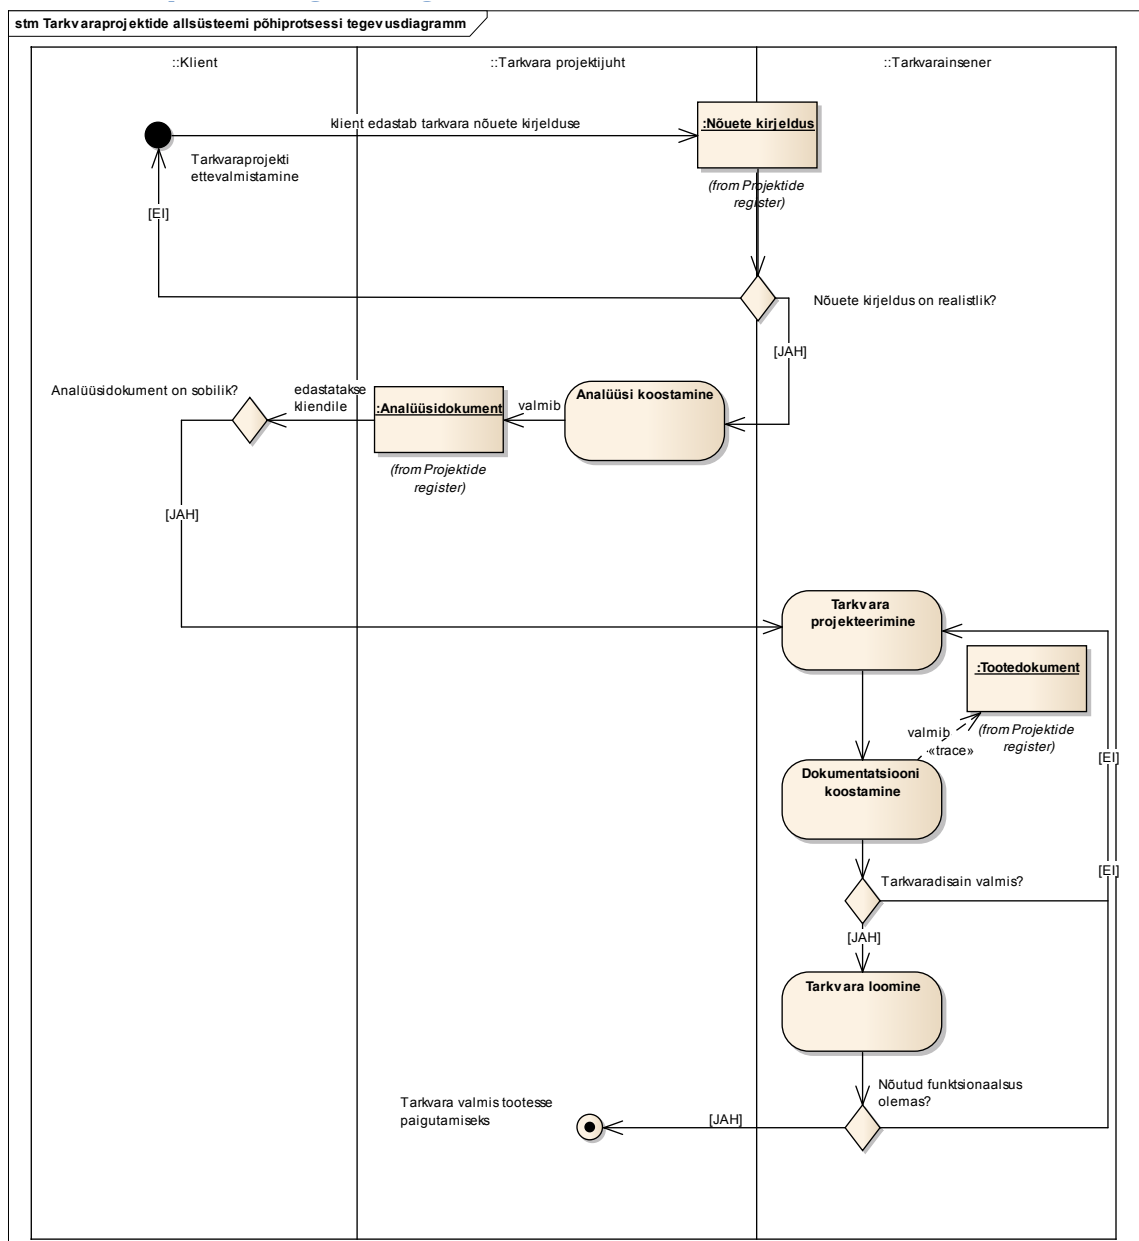 stm Tarkvaraprojektide allsüsteemi põhiprotsessi tegevusdiagramm
::Klient
::Tarkvara projektijuht
::Tarkvarainsener
klient edastab tarkvara nõuete kirjelduse
:Nõuete kirjeldus
Tarkvaraprojekti
ettevalmistamine
(from Projektide
register)
[EI]
Nõuete kirjeldus on realistlik?
[JAH]
Analüüsidokument on sobilik?
edastatakse
kliendile
:Analüüsidokument
valmib
Analüüsi koostamine
(from Projektide
register)
[JAH]
Tarkvara
projekteerimine
:Tootedokument
(from Projektide
register)
valmib
«trace»
[EI]
Dokumentatsiooni
koostamine
[EI]
Tarkvaradisain valmis?
[JAH]
Tarkvara loomine
Nõutud funktsionaalsus
olemas?
Tarkvara valmis tootesse
paigutamiseks
[JAH]